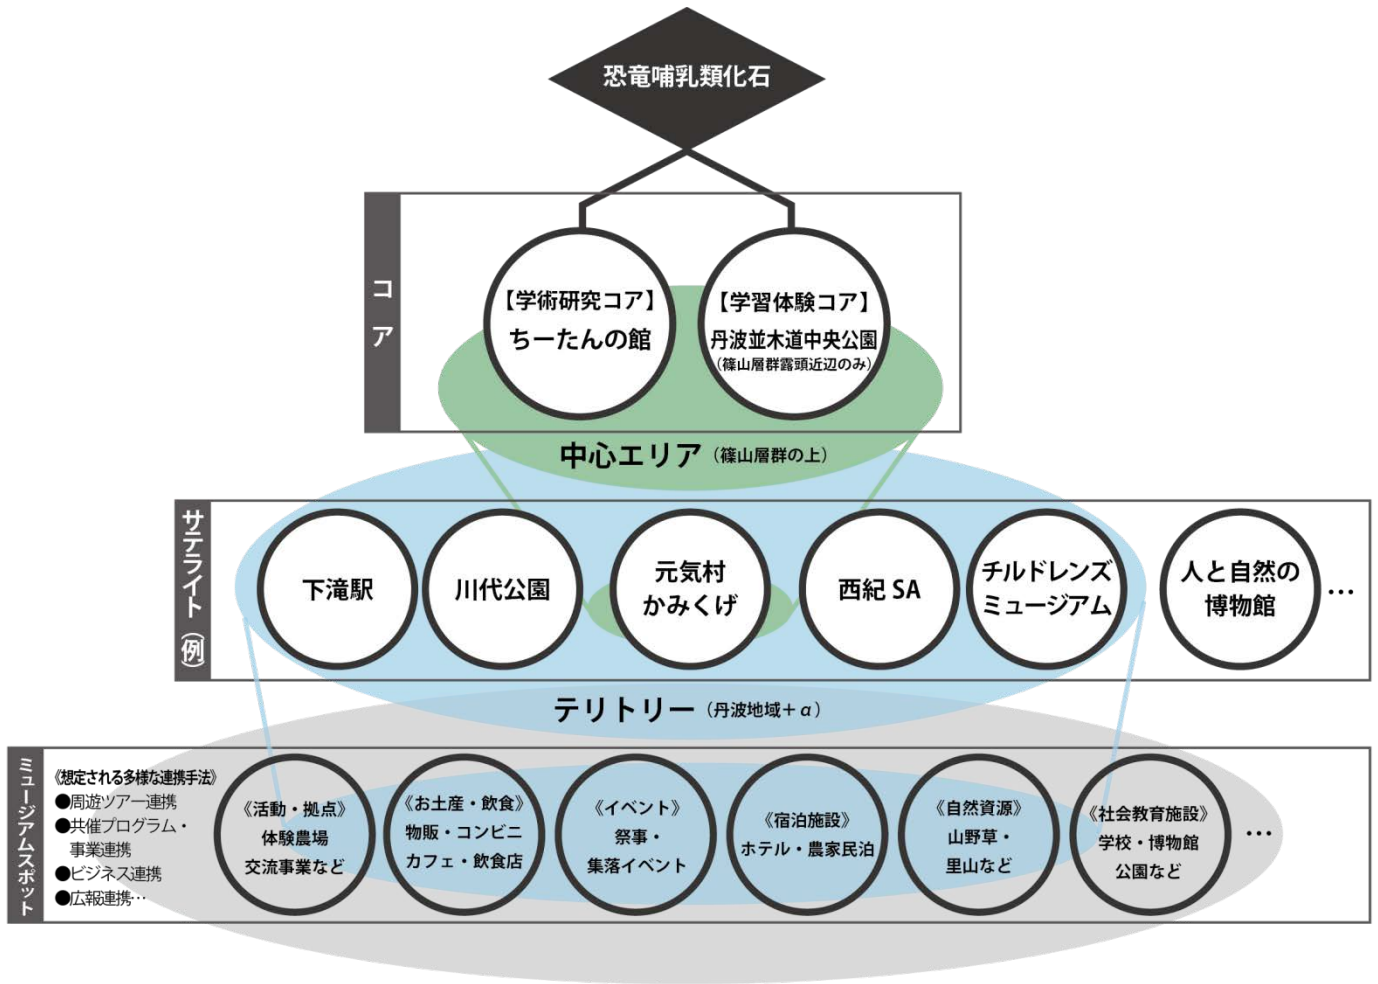 恐竜哺乳類化石
コア
【学術研究コア】
ちーたんの館
【学習体験コア】
丹波並木道中央公園
(篠山層群露頭近辺のみ)
中心エリア(篠山層群の上)
サテライト(例)
下滝駅
川代公園
元気村
かみくげ
西紀 SA
チルドレンズ
ミュージアム
人と自然の
博物館
…
テリトリー(丹波地域+α)
ミュージアムスポット
《想定される多様な連携手法》
●周遊ツアー連携
●共催プログラム・
事業連携
●ビジネス連携
●広報連携…
《活動・拠点》
体験農場
交流事業など
《お土産・飲食》
物販・コンビニ
カフェ・飲食店
《イベント》
祭事・
集落イベント
《宿泊施設》
ホテル・農家民泊
《自然資源》
山野草・
里山など
《社会教育施設》
学校・博物館
公園など
…